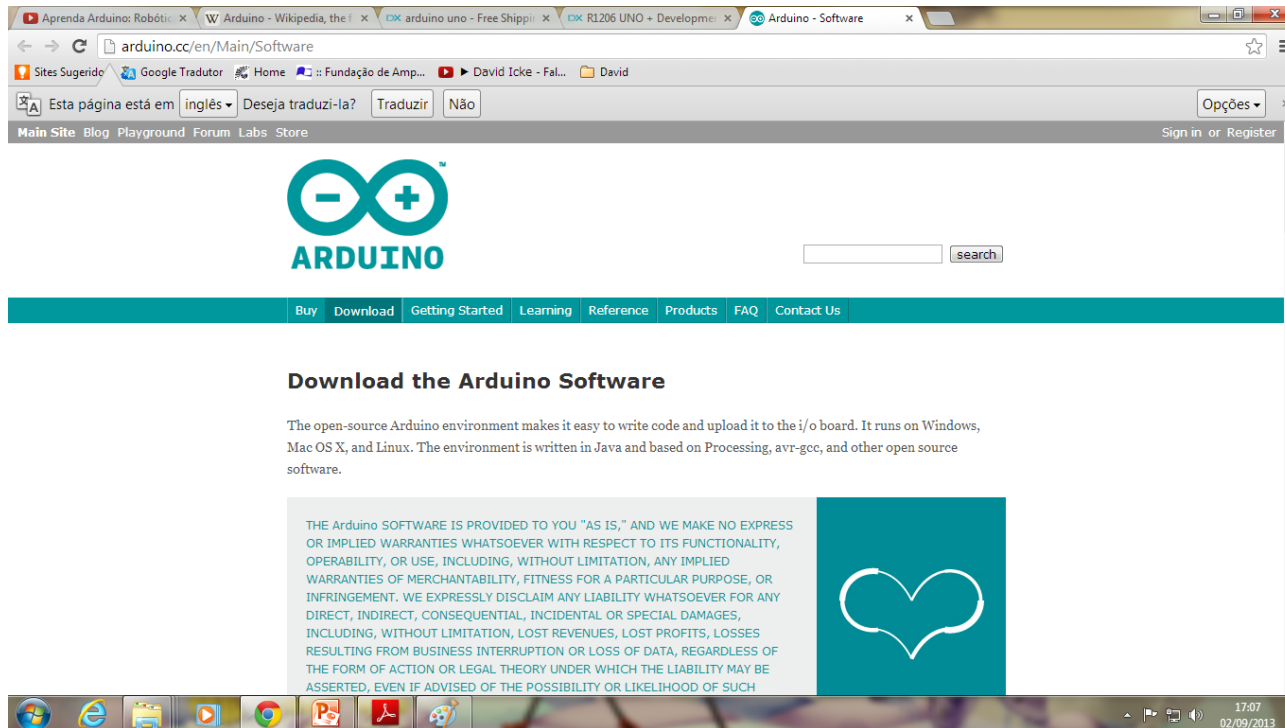 Aprenda Arduino: Robótic
Arduino - Wikipedia, the f
arduino uno - Free Shippin
R1206 UNO + Developmen
Arduino - Software
arduino.cc/en/Main/Software
Sites Sugerido
Google Tradutor
Home
:: Fundação de Amp...
► David Icke - Fal...
David
Esta página está em inglês Deseja traduzi-la? Traduzir Não Opções
Main Site Blog Playground Forum Labs Store Sign in or Register
TM
ARDUINO
search
Buy Download Getting Started Learning Reference Products FAQ Contact Us
Download the Arduino Software
The open-source Arduino environment makes it easy to write code and upload it to the i/o board. It runs on Windows,
Mac OS X, and Linux. The environment is written in Java and based on Processing, avr-gcc, and other open source
software.
THE Arduino SOFTWARE IS PROVIDED TO YOU "AS IS," AND WE MAKE NO EXPRESS
OR IMPLIED WARRANTIES WHATSOEVER WITH RESPECT TO ITS FUNCTIONALITY,
OPERABILITY, OR USE, INCLUDING, WITHOUT LIMITATION, ANY IMPLIED
WARRANTIES OF MERCHANTABILITY, FITNESS FOR A PARTICULAR PURPOSE, OR
INFRINGEMENT. WE EXPRESSLY DISCLAIM ANY LIABILITY WHATSOEVER FOR ANY
DIRECT, INDIRECT, CONSEQUENTIAL, INCIDENTAL OR SPECIAL DAMAGES,
INCLUDING, WITHOUT LIMITATION, LOST REVENUES, LOST PROFITS, LOSSES
RESULTING FROM BUSINESS INTERRUPTION OR LOSS OF DATA, REGARDLESS OF
THE FORM OF ACTION OR LEGAL THEORY UNDER WHICH THE LIABILITY MAY BE
ASSERTED, EVEN IF ADVISED OF THE POSSIBILITY OR LIKELIHOOD OF SUCH
17:07
02/09/2013